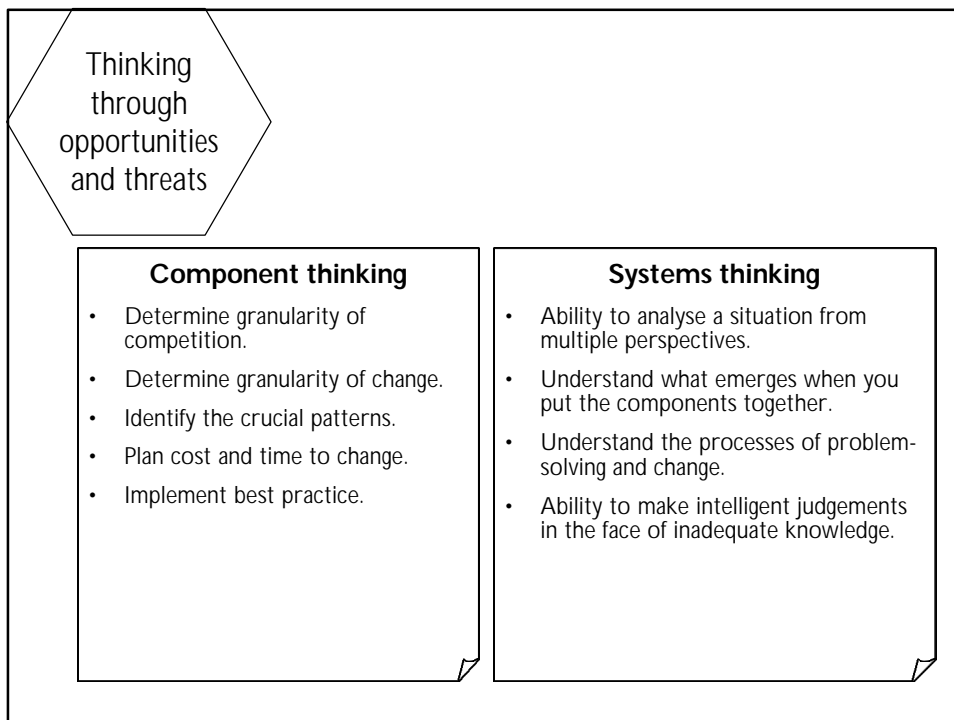 Thinking
through
opportunities
and threats
Component thinking
• Determine granularity of
competition.
• Determine granularity of change.
• Identify the crucial patterns.
• Plan cost and time to change.
• Implement best practice.
Systems thinking
• Ability to analyse a situation from
multiple perspectives.
• Understand what emerges when you
put the components together.
• Understand the processes of problem-
solving and change.
• Ability to make intelligent judgements
in the face of inadequate knowledge.